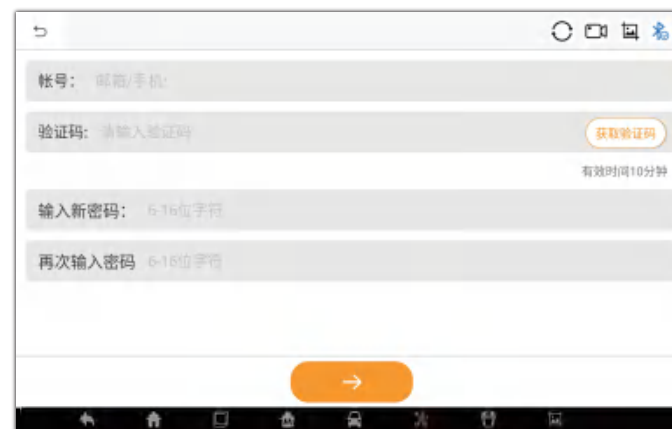 帐号： 邮箱/手机:
验证码: 请输入验证码
获取验证码
有效时间10分钟
输入新密码： 6-16位字符
再次输入密码 6-16位字符